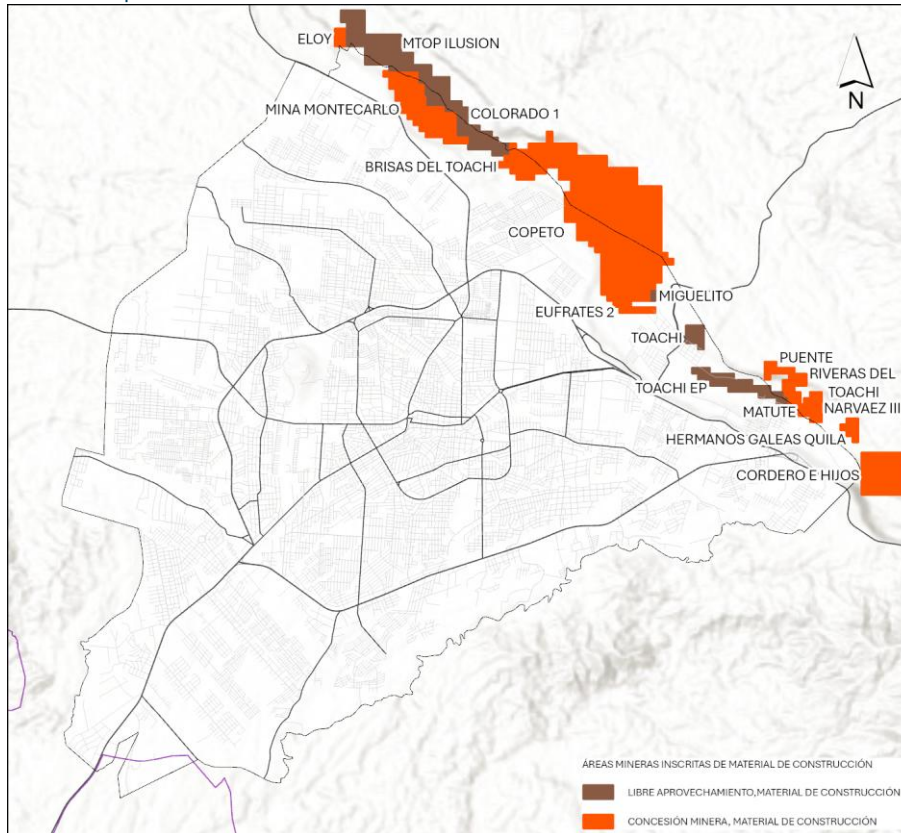 ELOY
MTOP ILUSION
MINA MONTECARLO
COLORADO 1
BRISAS DEL TOACHI
COPETO
N
MIGUELITO
EUFRATES 2
TOACHI
PUENTE
RIVERAS DEL
TOACHI
TOACHI EP
MATUTE
NARVAEZ III
HERMANOS GALEAS QUILA
CORDERO E HIJOS
ÁREAS MINERAS INSCRITAS DE MATERIAL DE CONSTRUCCIÓN
LIBRE APROVECHAMIENTO,MATERIAL DE CONSTRUCCIÓN
CONCESIÓN MINERA, MATERIAL DE CONSTRUCCIÓN